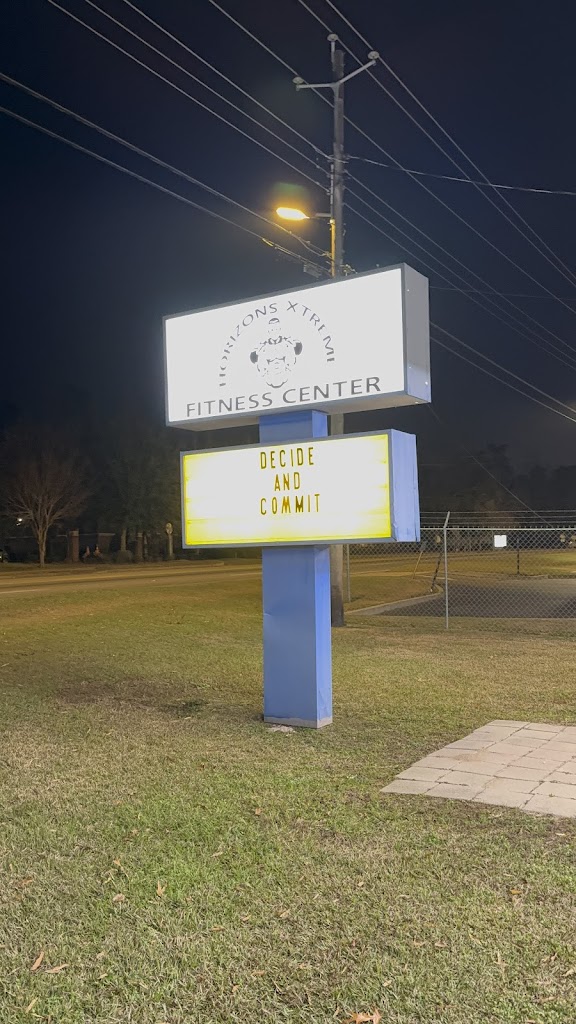 HORIZONS XTREME
FITNESS CENTER
DECIDE
AND
COMMIT